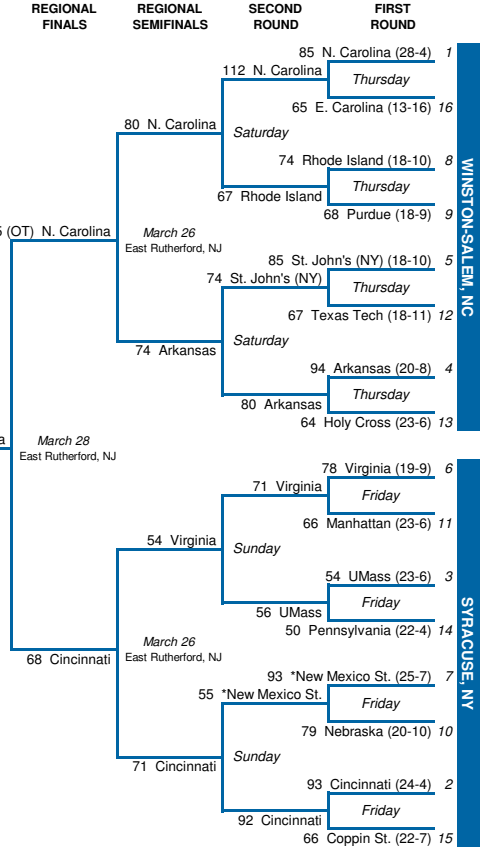 REGIONAL FINALS
REGIONAL SEMIFINALS
SECOND ROUND
FIRST ROUND
85 N. Carolina (28-4) 1
112 N. Carolina
Thursday
65 E. Carolina (13-16) 16
80 N. Carolina
Saturday
74 Rhode Island (18-10) 8
Thursday
67 Rhode Island
68 Purdue (18-9) 9
(OT) N. Carolina
March 26
East Rutherford, NJ
85 St. John's (NY) (18-10) 5
74 St. John's (NY)
Thursday
67 Texas Tech (18-11) 12
Saturday
74 Arkansas
94 Arkansas (20-8) 4
Thursday
80 Arkansas
64 Holy Cross (23-6) 13
WINSTON-SALEM, NC
March 28
East Rutherford, NJ
78 Virginia (19-9) 6
71 Virginia
Friday
66 Manhattan (23-6) 11
54 Virginia
Sunday
54 UMass (23-6) 3
Friday
56 UMass
50 Pennsylvania (22-4) 14
March 26
East Rutherford, NJ
68 Cincinnati
93 *New Mexico St. (25-7) 7
55 *New Mexico St.
Friday
79 Nebraska (20-10) 10
Sunday
71 Cincinnati
93 Cincinnati (24-4) 2
Friday
92 Cincinnati
66 Coppin St. (22-7) 15
SYRACUSE, NY